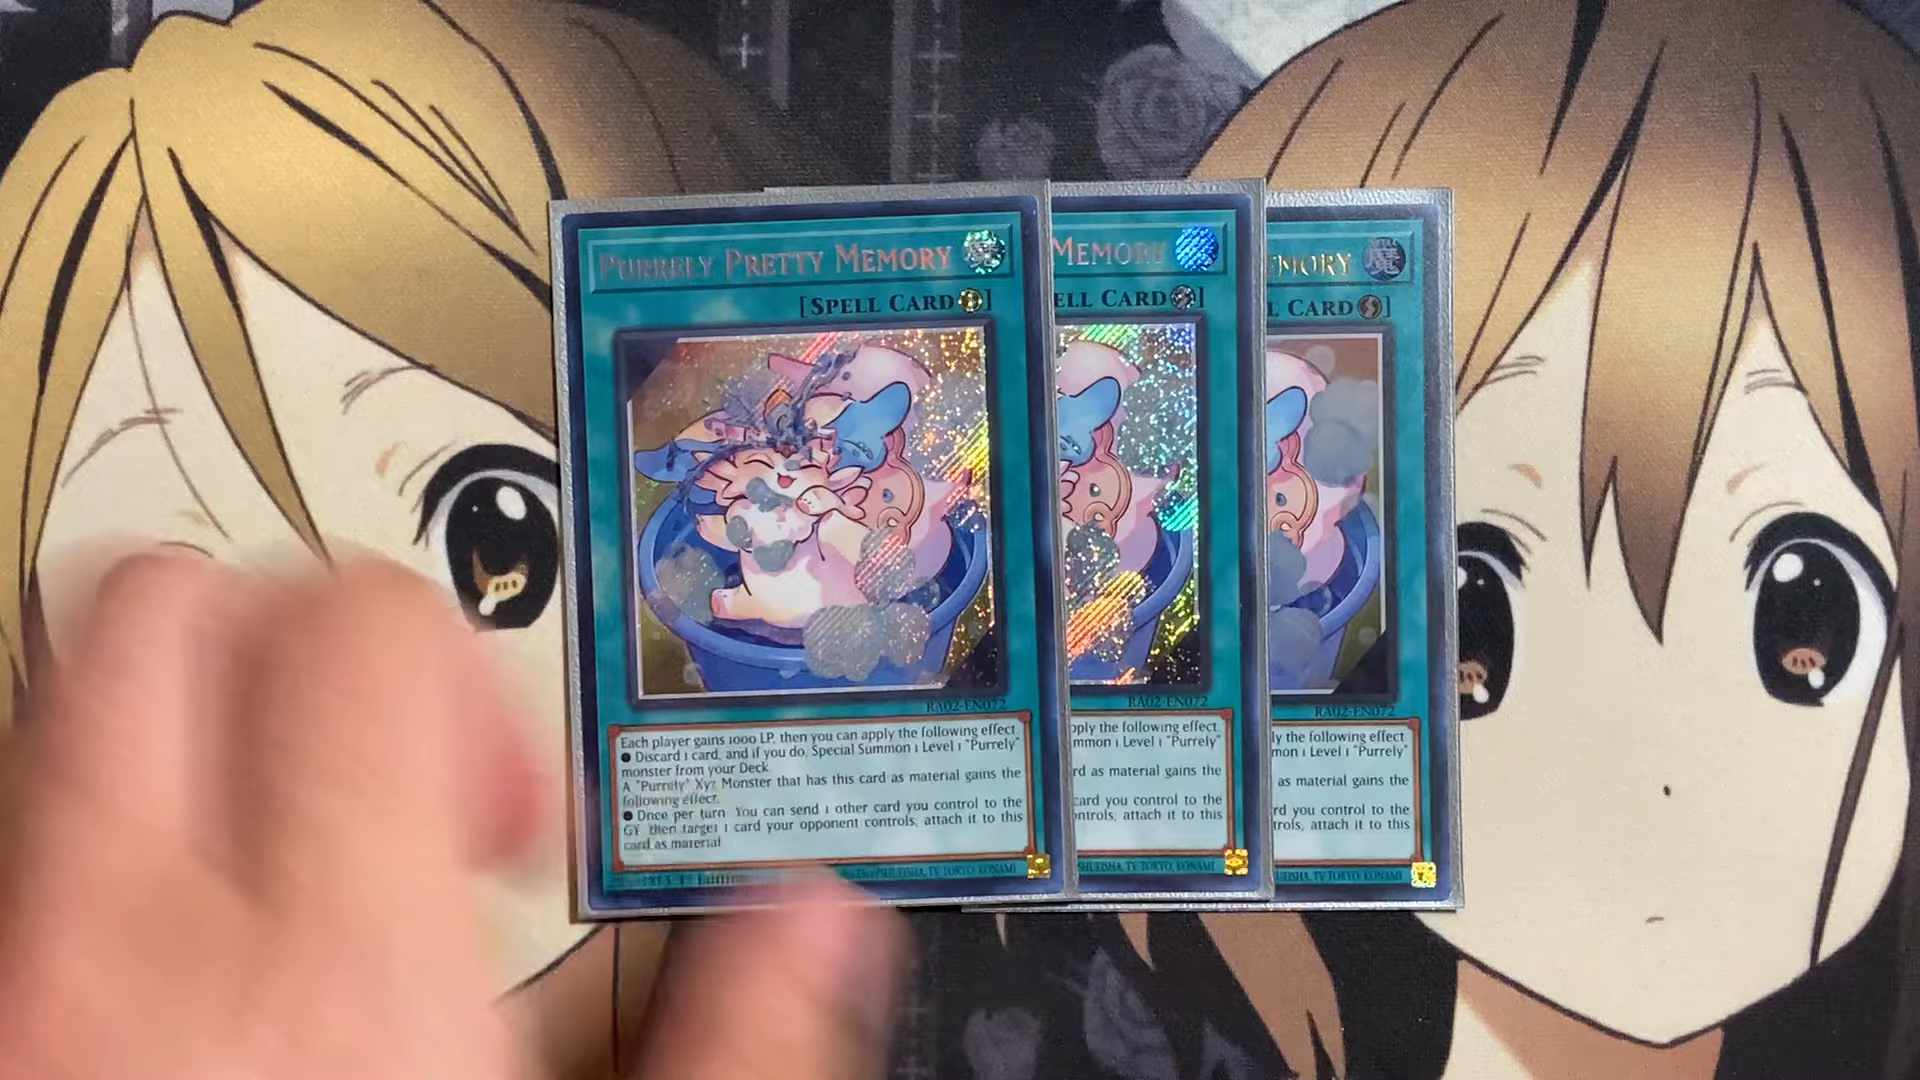 PURRELY PRETTY MEMORY
[SPELL CARD]
RA02-EN072
Each player gains 1000 LP, then you can apply the following effect.
● Discard 1 card, and if you do, Special Summon 1 Level 1 "Purrely"
monster from your Deck.
A "Purrely" Xyz Monster that has this card as material gains the
following effect.
● Once per turn: You can send 1 other card you control to the
GY, then target 1 card your opponent controls; attach it to this
card as material.
SHUEISHA, TV TOKYO, KONAMI
MEMORY
ELL CARD]
RA02-EN072
pply the following effect.
mmon 1 Level 1 "Purrely"
rd as material gains the
card you control to the
ontrols; attach it to this
SHUEISHA, TV TOKYO, KONAMI
EMORY
L CARD]
RA02-EN072
ly the following effect.
mon 1 Level 1 "Purrely"
as material gains the
rd you control to the
trols; attach it to this
UEISHA, TV TOKYO, KONAMI